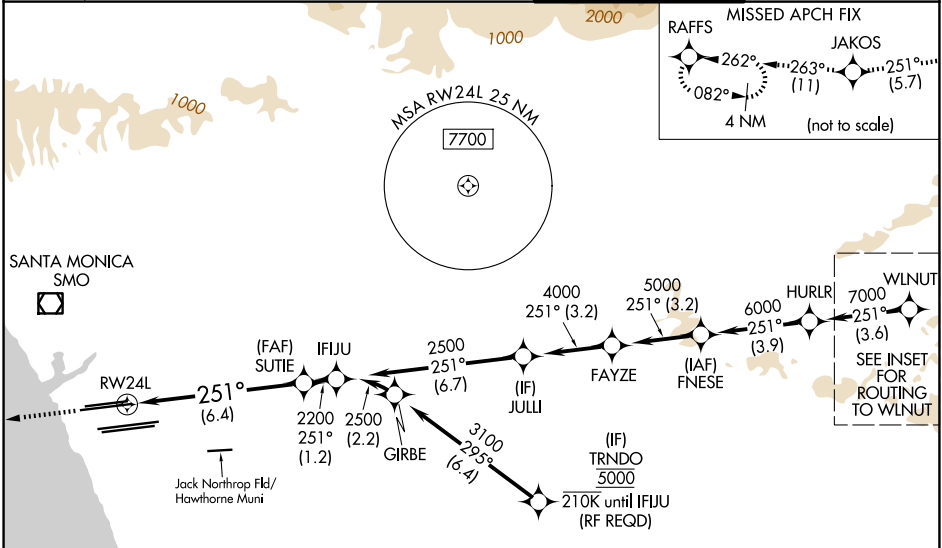 1000
1000
2000
MSA RW24L 25 NM
7700
MISSED APCH FIX
RAFFS
JAKOS
262°
263°
(11)
251°
(5.7)
082°
4 NM
(not to scale)
SANTA MONICA
SMO
RW24L
251°
(6.4)
(FAF)
SUTIE
IFIJU
2200
251°
(1.2)
2500
(2.2)
GIRBE
2500
251°
(6.7)
(IF)
JULLI
4000
251° (3.2)
FAYZE
5000
251° (3.2)
(IAF)
FNESE
6000
251°
(3.9)
HURLR
7000
251°
(3.6)
WLNUT
SEE INSET
FOR
ROUTING
TO WLNUT
3100
295°
(6.4)
(IF)
TRNDO
5000
210K until IFIJU
(RF REQD)
Jack Northrop Fld/
Hawthorne Muni